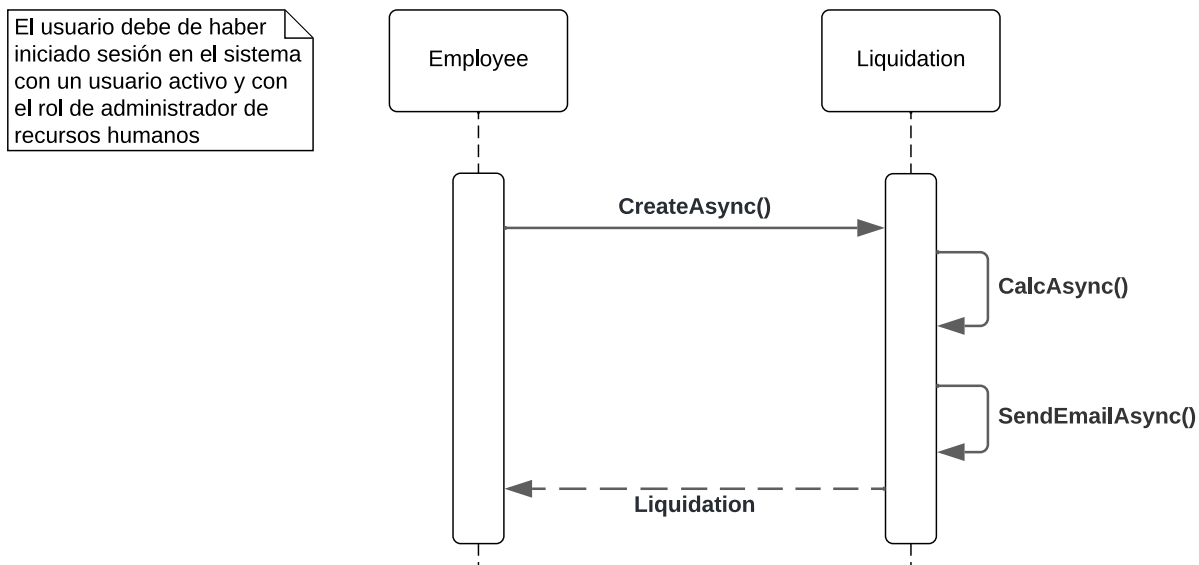 El usuario debe de haber
iniciado sesión en el sistema
con un usuario activo y con
el rol de administrador de
recursos humanos
Employee
Liquidation
CreateAsync()
CalcAsync()
SendEmailAsync()
Liquidation